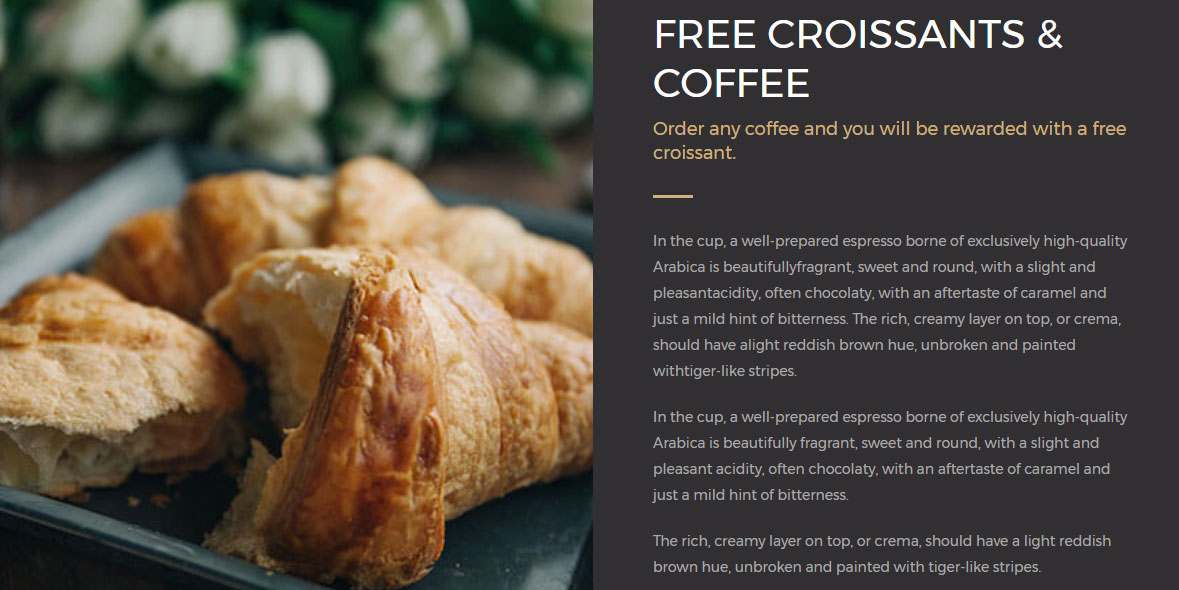 FREE CROISSANTS &
COFFEE
Order any coffee and you will be rewarded with a free
croissant.
In the cup, a well-prepared espresso borne of exclusively high-quality
Arabica is beautifullyfragrant, sweet and round, with a slight and
pleasantacidity, often chocolaty, with an aftertaste of caramel and
just a mild hint of bitterness. The rich, creamy layer on top, or crema,
should have alight reddish brown hue, unbroken and painted
withtiger-like stripes.
In the cup, a well-prepared espresso borne of exclusively high-quality
Arabica is beautifully fragrant, sweet and round, with a slight and
pleasant acidity, often chocolaty, with an aftertaste of caramel and
just a mild hint of bitterness.
The rich, creamy layer on top, or crema, should have a light reddish
brown hue, unbroken and painted with tiger-like stripes.